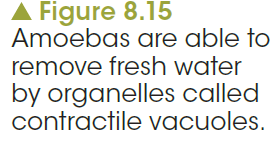 ▲ Figure 8.15
Amoebas are able to
remove fresh water
by organelles called
contractile vacuoles.